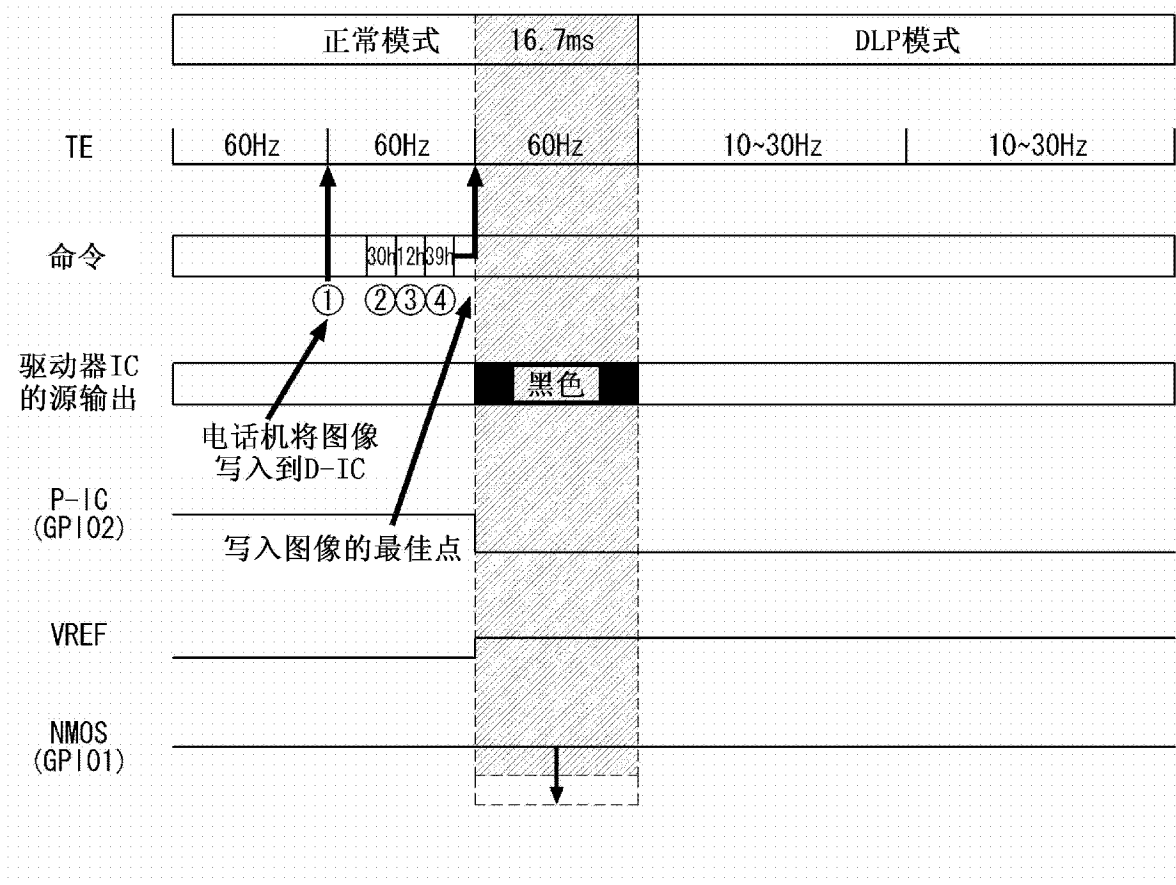 正常模式 16.7ms DLP模式
TE 60Hz 60Hz 60Hz 10~30Hz 10~30Hz
命令 30h 12h 39h
① ② ③ ④
驱动器IC
的源输出
黑色
电话机将图像
写入到D-IC
P-IC
(GPIO2)
写入图像的最佳点
VREF
NMOS
(GPIO1)